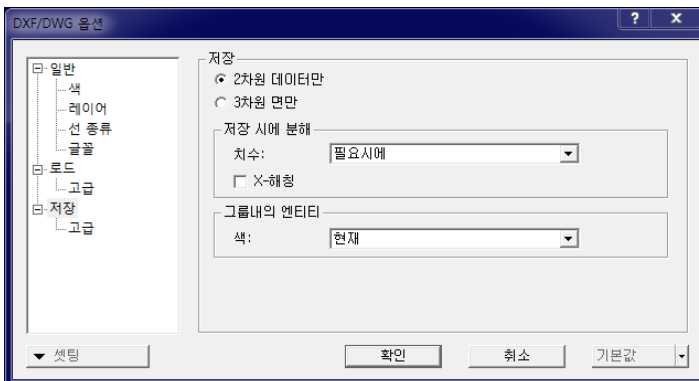 DXF/DWG 옵션
? x
일반
색
레이어
선 종류
글꼴
로드
고급
저장
고급
저장
2차원 데이터만
3차원 면만
저장 시에 분해
치수: 필요시에
X-해칭
그룹내의 엔티티
색: 현재
셋팅 확인 취소 기본값